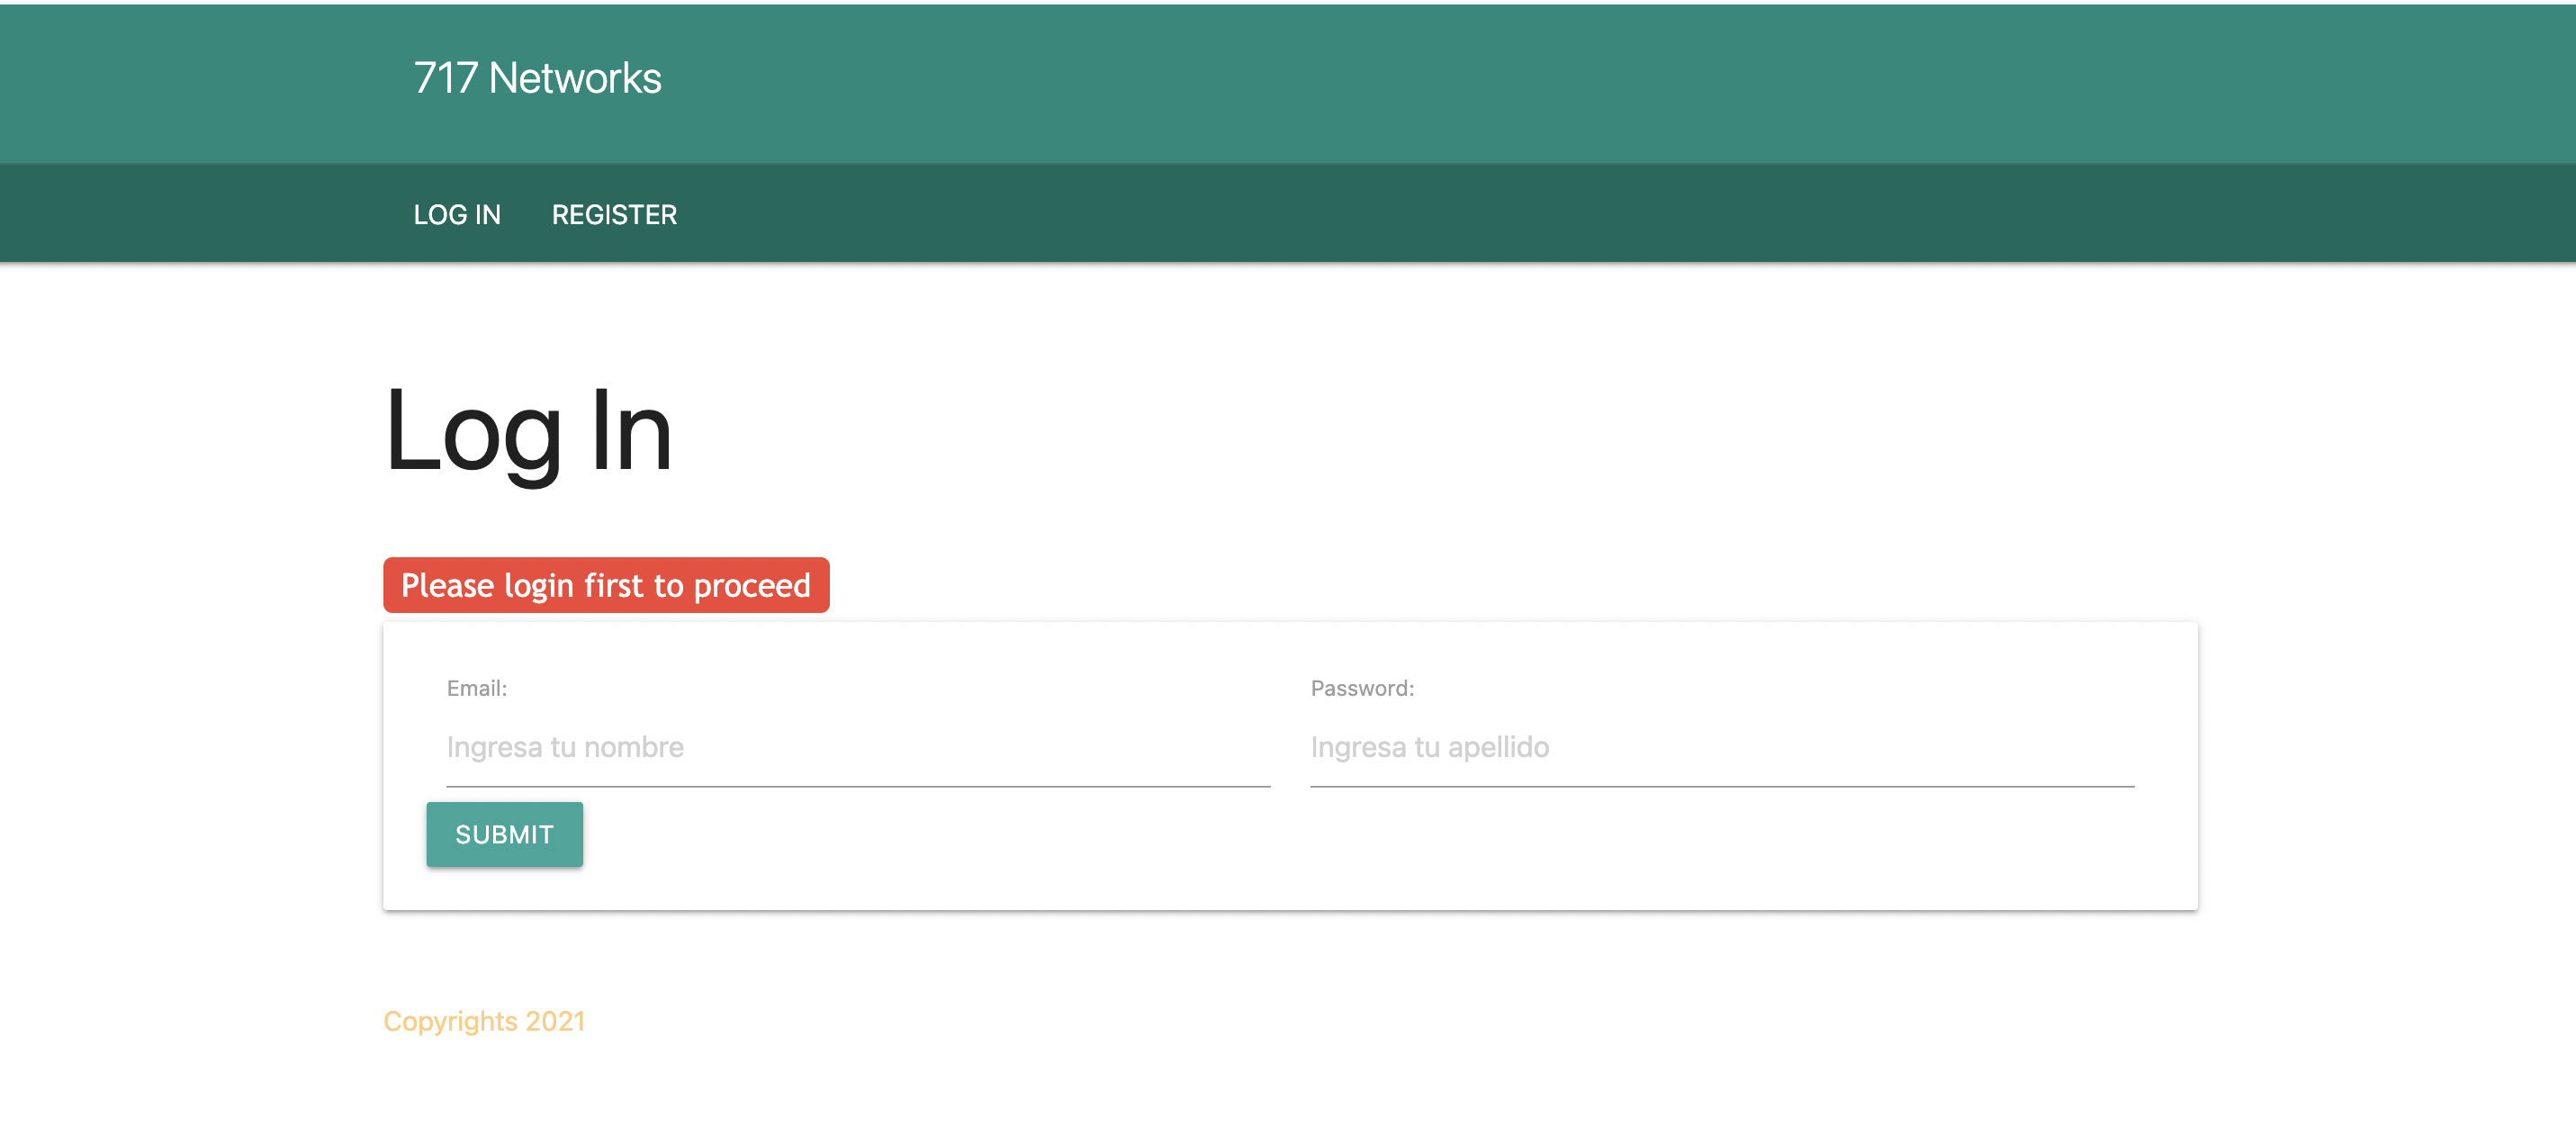 717 Networks
LOG IN REGISTER
Log In
Please login first to proceed
Email: Password:
Ingresa tu nombre Ingresa tu apellido
SUBMIT
Copyrights 2021